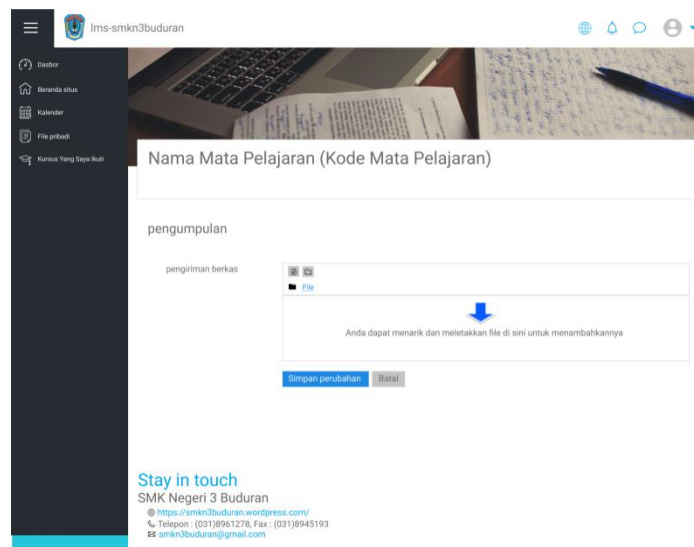 lms-smkn3buduran
Dasbor
Beranda situs
Kalender
File pribadi
Kursus Yang Saya Ikuti
Nama Mata Pelajaran (Kode Mata Pelajaran)
pengumpulan
pengiriman berkas
File
Anda dapat menarik dan meletakkan file di sini untuk menambahkannya
Simpan perubahan Batal
Stay in touch
SMK Negeri 3 Buduran
https://smkn3buduran.wordpress.com/
Telepon : (031)8961278, Fax : (031)8945193
smkn3buduran@gmail.com